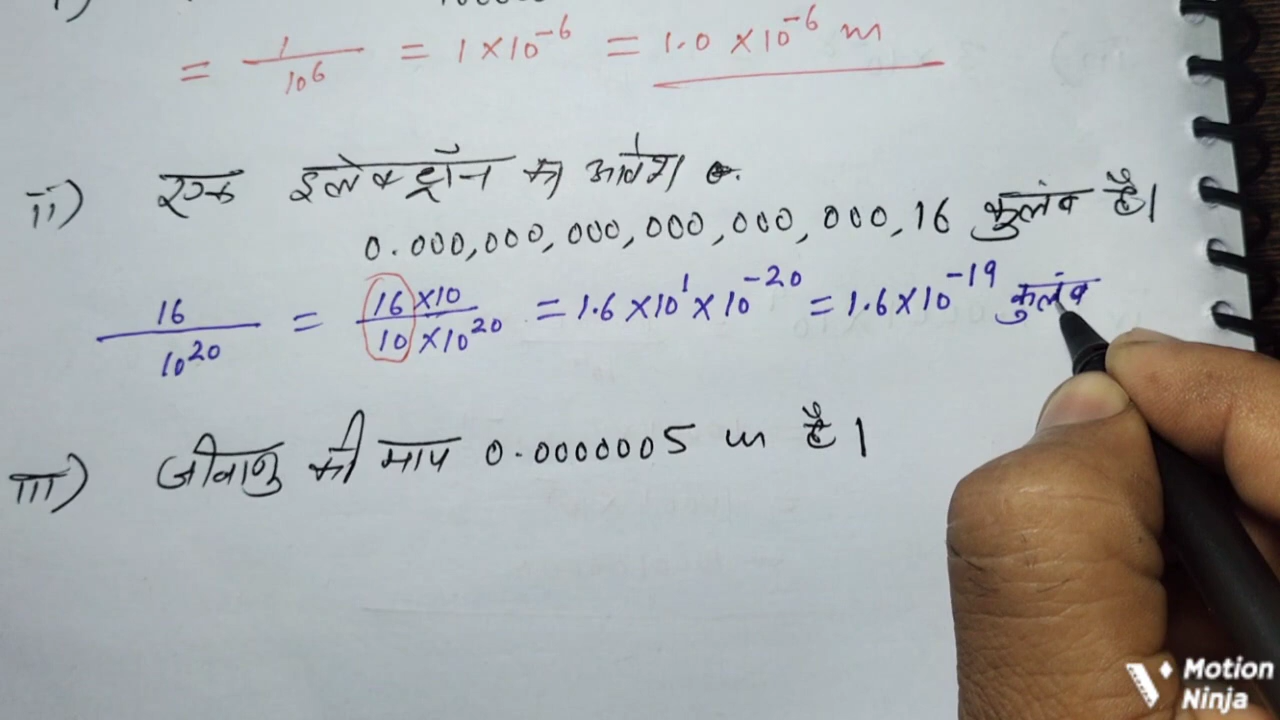 = 1/10⁶ = 1×10⁻⁶ = 1.0×10⁻⁶ m
ii) एक इलेक्ट्रॉन का आवेश
0.000,000,000,000,000,000,16 कुलंब है।
16/10²⁰ = 16×10/10×10²⁰ = 1.6×10¹×10⁻²⁰ = 1.6×10⁻¹⁹ कुलंब
iii) जीवाणु की माप 0.0000005 m है।
Motion
Ninja